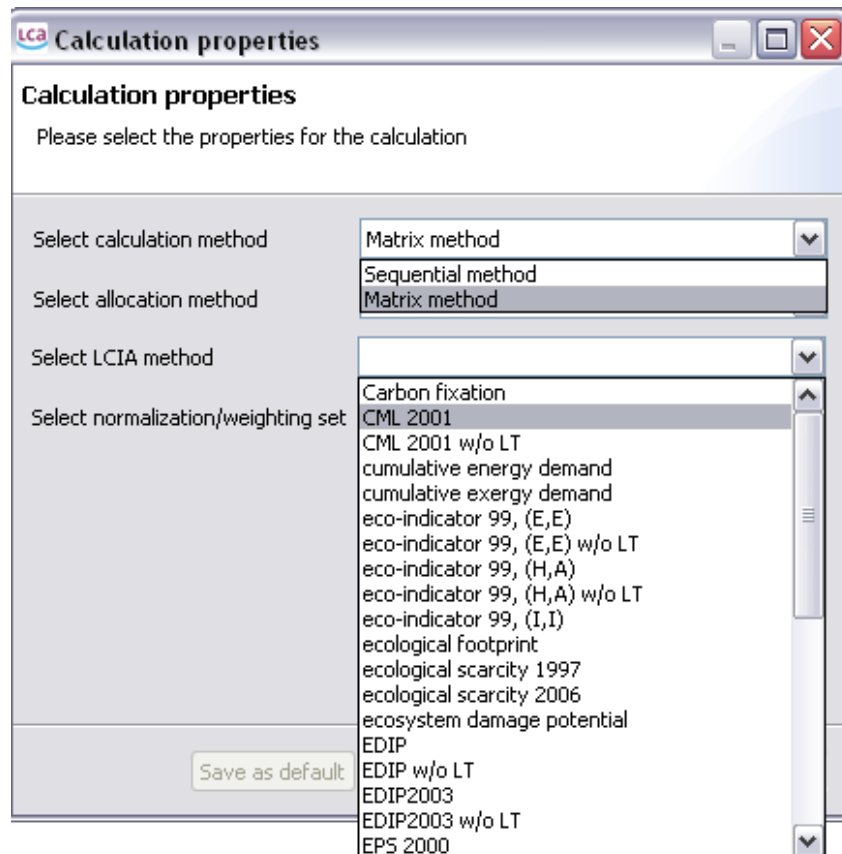 lca Calculation properties
Calculation properties
Please select the properties for the calculation
Select calculation method Matrix method
Sequential method
Select allocation method Matrix method
Select LCIA method
Carbon fixation
Select normalization/weighting set CML 2001
CML 2001 w/o LT
cumulative energy demand
cumulative exergy demand
eco-indicator 99, (E,E)
eco-indicator 99, (E,E) w/o LT
eco-indicator 99, (H,A)
eco-indicator 99, (H,A) w/o LT
eco-indicator 99, (I,I)
ecological footprint
ecological scarcity 1997
ecological scarcity 2006
ecosystem damage potential
EDIP
Save as default EDIP w/o LT
EDIP2003
EDIP2003 w/o LT
EPS 2000